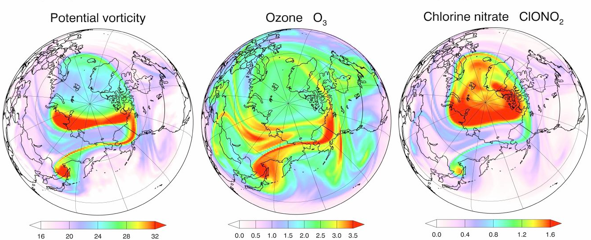 Potential vorticity
Ozone O₃
Chlorine nitrate ClONO₂
16 20 24 28 32
0.0 0.5 1.0 1.5 2.0 2.5 3.0 3.5
0.0 0.4 0.8 1.2 1.6